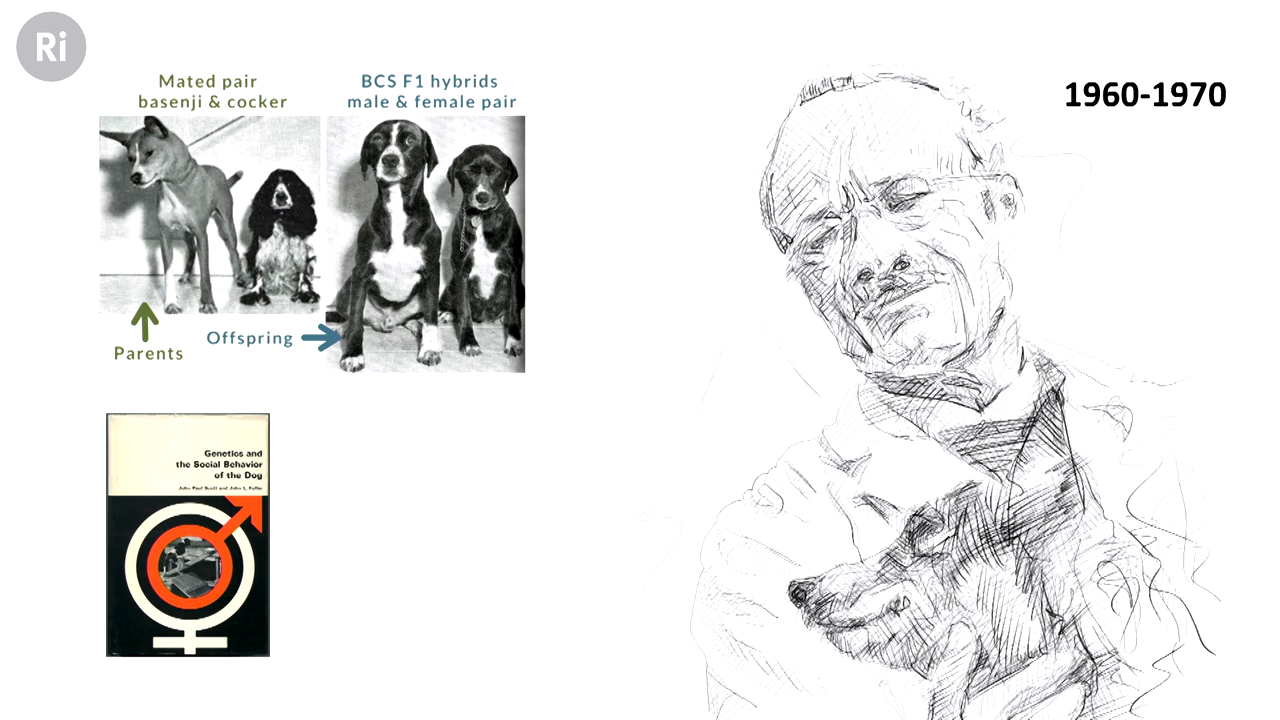 Ri
Mated pair
basenji & cocker
BCS F1 hybrids
male & female pair
1960-1970
Offspring
Parents
Genetics and
the Social Behavior
of the Dog
John Paul Scott and John L. Fuller